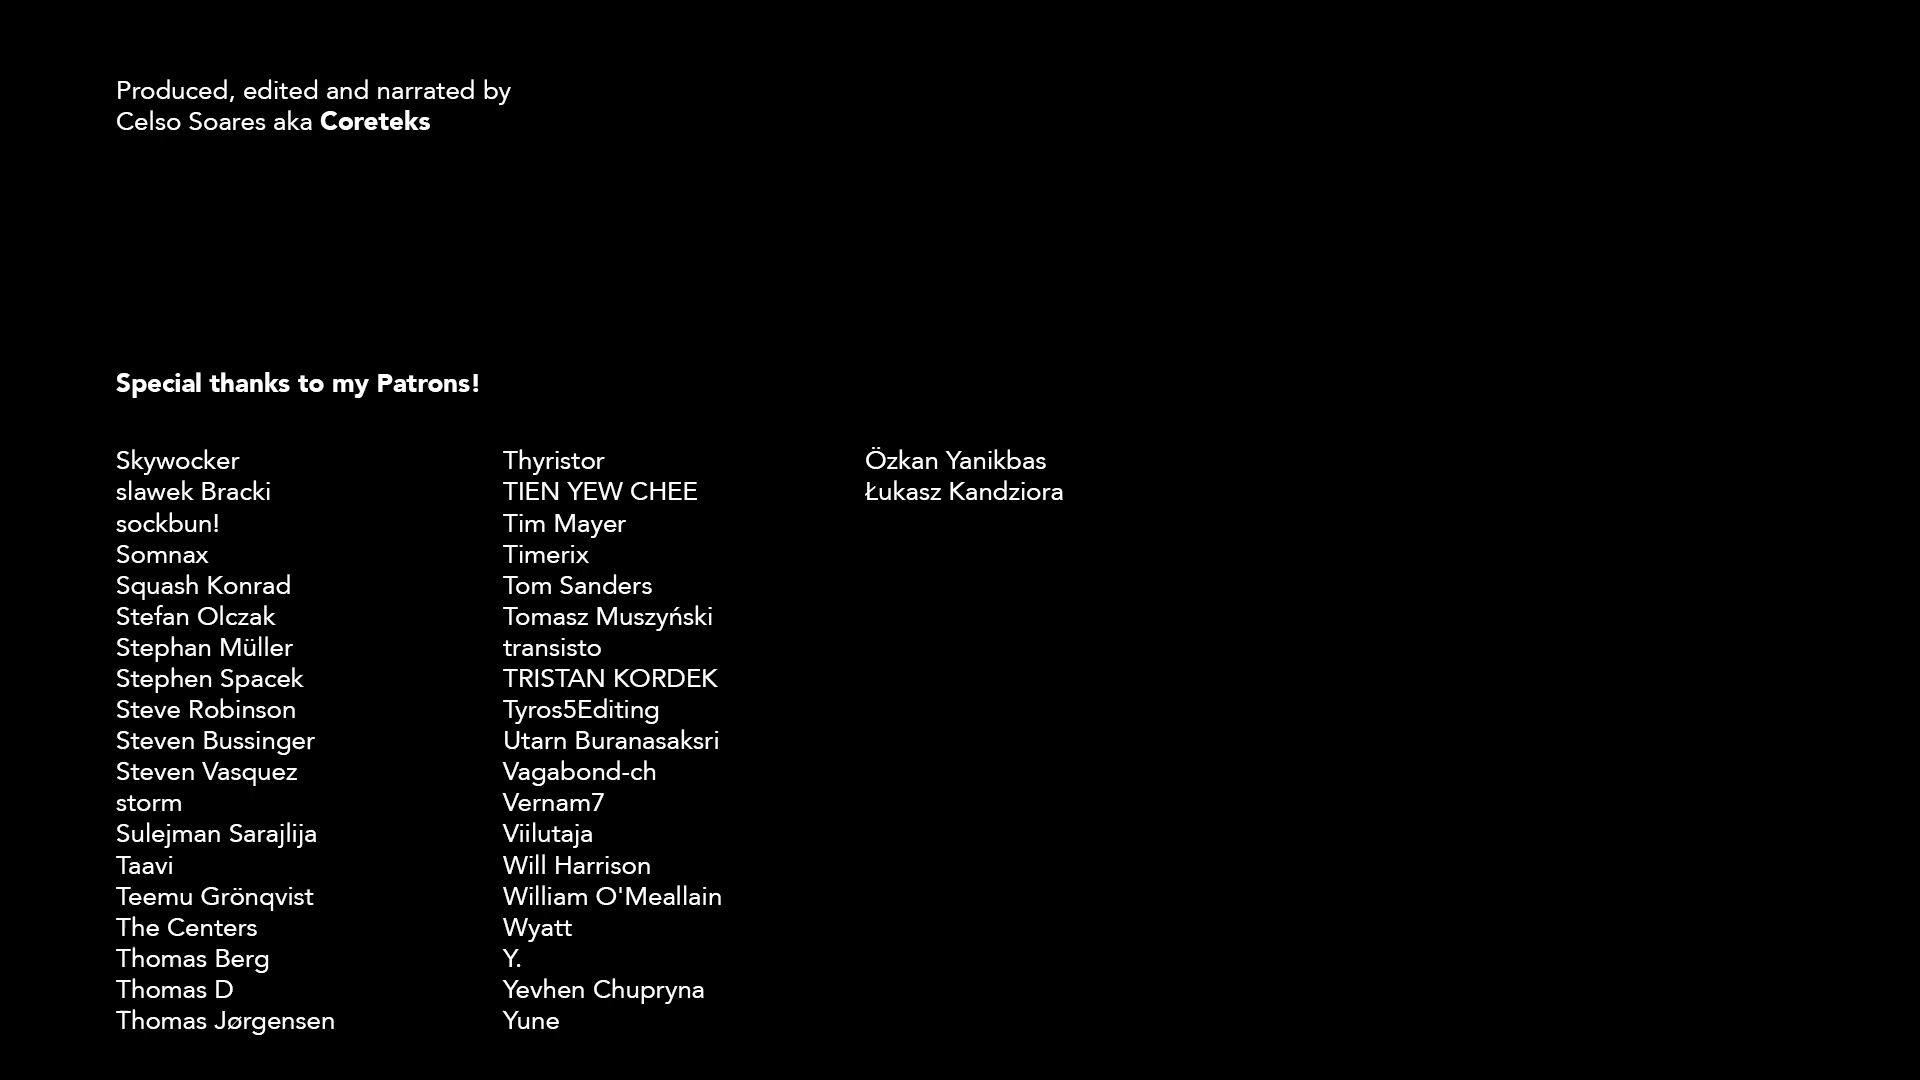 Produced, edited and narrated by
Celso Soares aka Coreteks
Special thanks to my Patrons!
Skywocker
slawek Bracki
sockbun!
Somnax
Squash Konrad
Stefan Olczak
Stephan Müller
Stephen Spacek
Steve Robinson
Steven Bussinger
Steven Vasquez
storm
Sulejman Sarajlija
Taavi
Teemu Grönqvist
The Centers
Thomas Berg
Thomas D
Thomas Jørgensen
Thyristor
TIEN YEW CHEE
Tim Mayer
Timerix
Tom Sanders
Tomasz Muszyński
transisto
TRISTAN KORDEK
Tyros5Editing
Utarn Buranasaksri
Vagabond-ch
Vernam7
Viilutaja
Will Harrison
William O'Meallain
Wyatt
Y.
Yevhen Chupryna
Yune
Özkan Yanikbas
Łukasz Kandziora